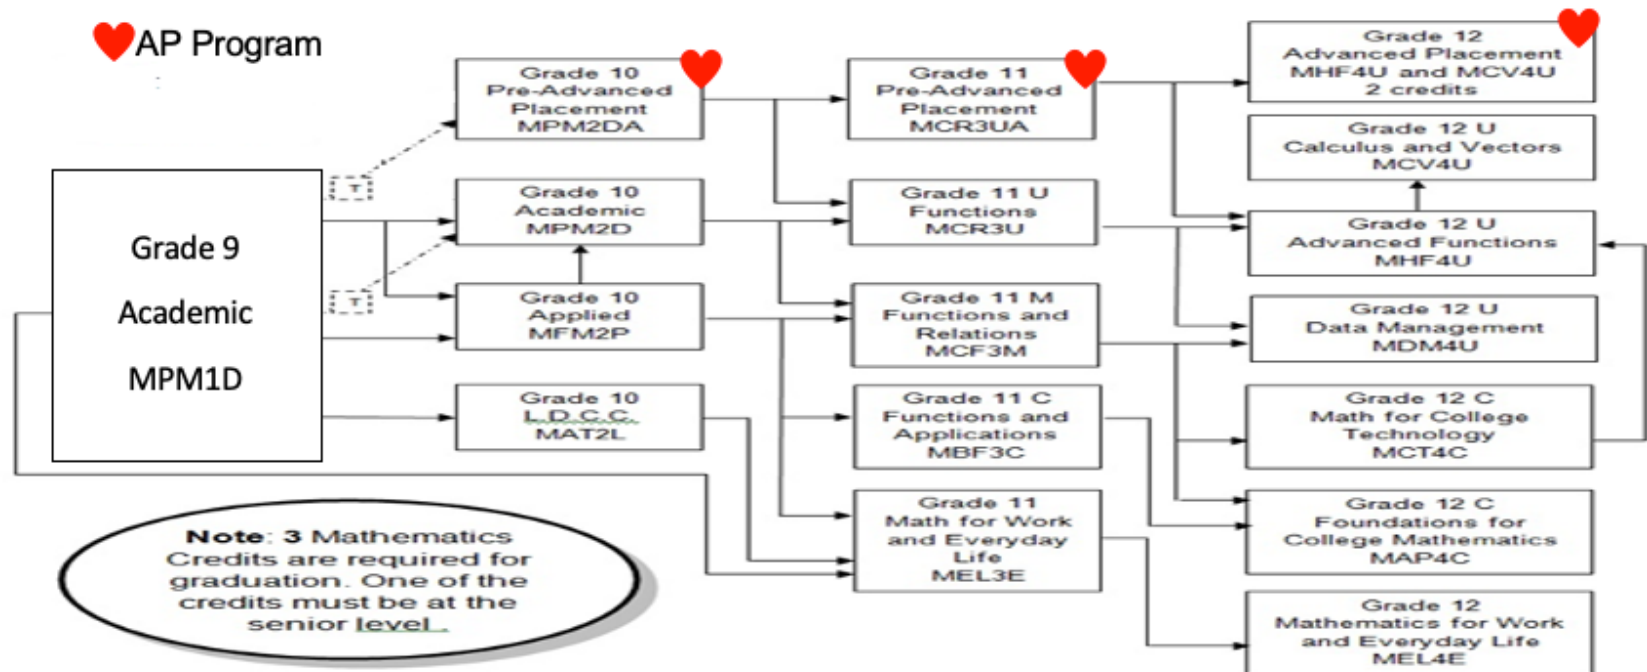 AP Program
Grade 9
Academic
MPM1D
T
T
Grade 10
Pre-Advanced
Placement
MPM2DA
Grade 10
Academic
MPM2D
Grade 10
Applied
MFM2P
Grade 10
L.D.C.C.
MAT2L
Grade 11
Pre-Advanced
Placement
MCR3UA
Grade 11 U
Functions
MCR3U
Grade 11 M
Functions and
Relations
MCF3M
Grade 11 C
Functions and
Applications
MBF3C
Grade 11
Math for Work
and Everyday
Life
MEL3E
Grade 12
Advanced Placement
MHF4U and MCV4U
2 credits
Grade 12 U
Calculus and Vectors
MCV4U
Grade 12 U
Advanced Functions
MHF4U
Grade 12 U
Data Management
MDM4U
Grade 12 C
Math for College
Technology
MCT4C
Grade 12 C
Foundations for
College Mathematics
MAP4C
Grade 12
Mathematics for Work
and Everyday Life
MEL4E
Note: 3 Mathematics
Credits are required for
graduation. One of the
credits must be at the
senior level .